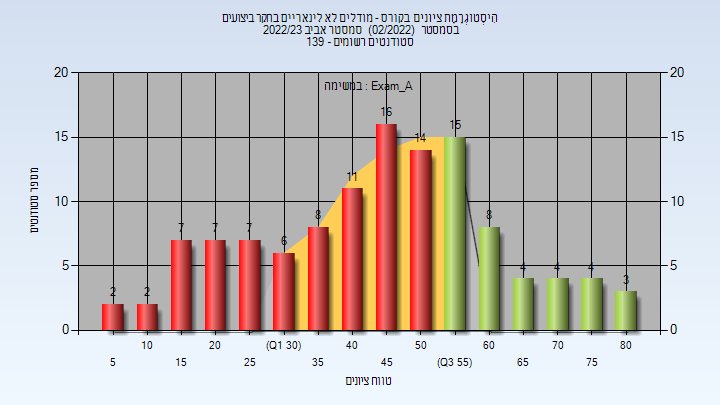 היסטוגרמת ציונים בקורס - מודלים לא לינאריים בחקר ביצועים
בסמסטר (02/2022) סמסטר אביב 2022/23
סטודנטים רשומים - 139
במשימה : Exam_A
מספר סטודנטים
20 20
15 15
10 10
5 5
0 0
2 2 7 7 7 6 8 11 16 14 15 8 4 4 4 3
10 20 (Q1 30) 40 50 60 70 80
5 15 25 35 45 (Q3 55) 65 75
טווח ציונים